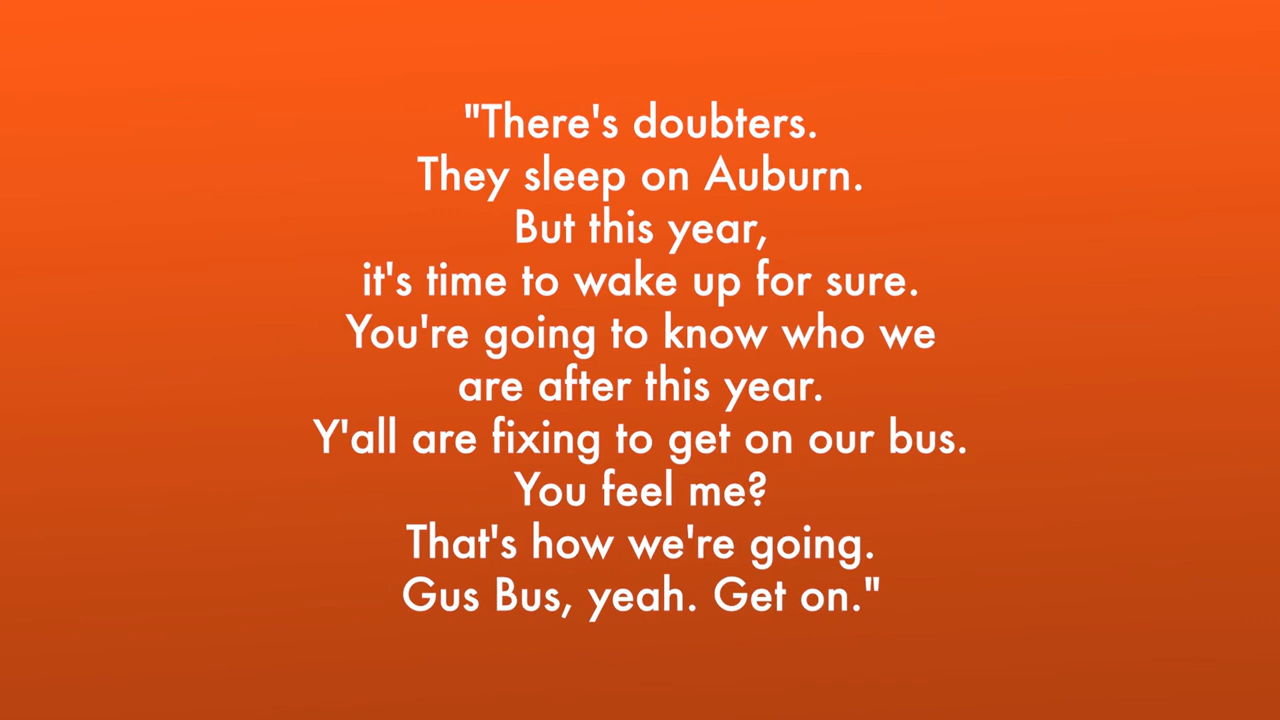 "There's doubters.
They sleep on Auburn.
But this year,
it's time to wake up for sure.
You're going to know who we
are after this year.
Y'all are fixing to get on our bus.
You feel me?
That's how we're going.
Gus Bus, yeah. Get on."